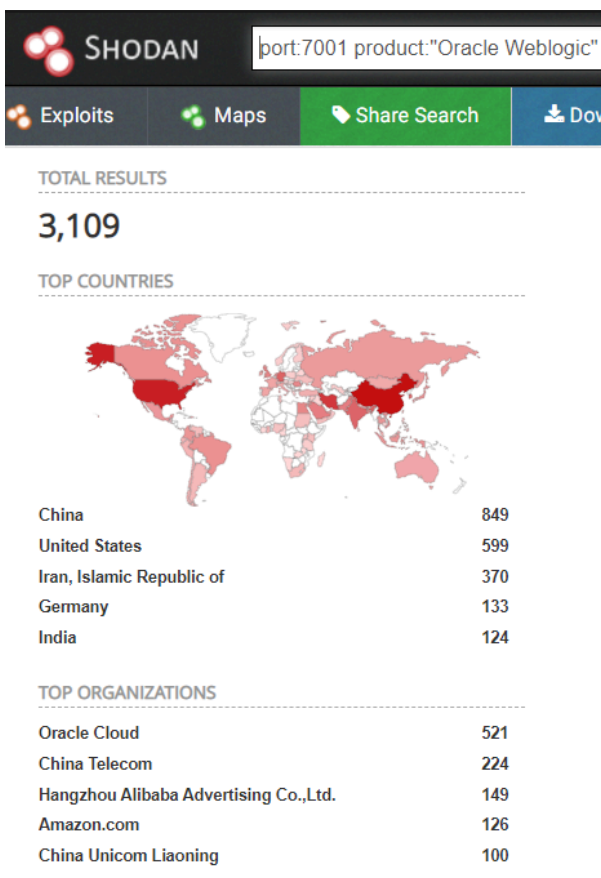 SHODAN
port:7001 product:"Oracle Weblogic"
Exploits Maps Share Search
TOTAL RESULTS
3,109
TOP COUNTRIES
China 849
United States 599
Iran, Islamic Republic of 370
Germany 133
India 124
TOP ORGANIZATIONS
Oracle Cloud 521
China Telecom 224
Hangzhou Alibaba Advertising Co.,Ltd. 149
Amazon.com 126
China Unicom Liaoning 100